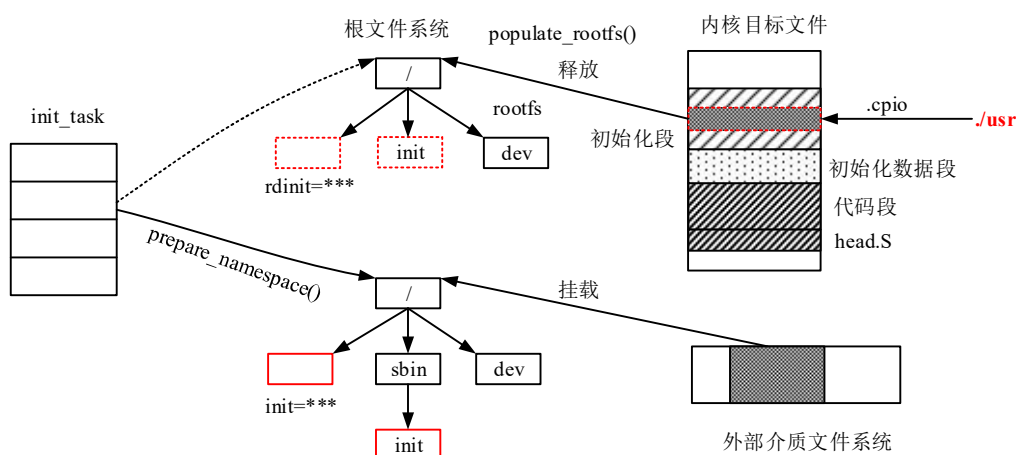 根文件系统
populate_rootfs()
内核目标文件
释放
/
init_task
rootfs
.cpio
./usr
初始化段
init
dev
初始化数据段
rdinit=***
代码段
head.S
prepare_namespace()
/
挂载
sbin
dev
init=***
init
外部介质文件系统